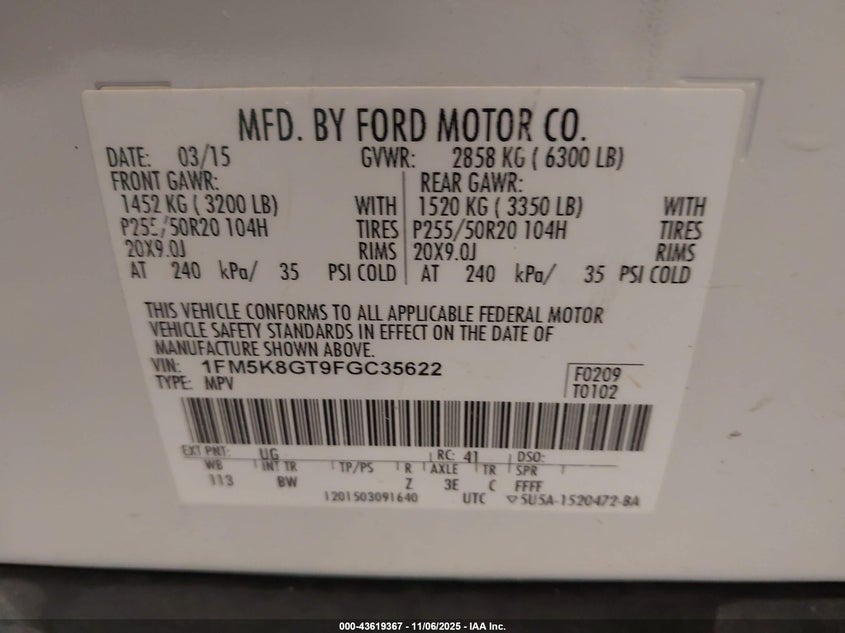 MFD. BY FORD MOTOR CO.
DATE: 03/15 GVWR: 2858 KG ( 6300 LB)
FRONT GAWR: REAR GAWR:
1452 KG ( 3200 LB) WITH 1520 KG ( 3350 LB) WITH
P255/50R20 104H TIRES P255/50R20 104H TIRES
20X9.0J RIMS 20X9.0J RIMS
AT 240 kPa/ 35 PSI COLD AT 240 kPa/ 35 PSI COLD
THIS VEHICLE CONFORMS TO ALL APPLICABLE FEDERAL MOTOR
VEHICLE SAFETY STANDARDS IN EFFECT ON THE DATE OF
MANUFACTURE SHOWN ABOVE.
VIN: 1FM5K8GT9FGC35622 F0209
TYPE: MPV T0102
EXT PNT: UG RC: 41 DSO:
WB INT TR TP/PS R AXLE TR SPR
113 BW Z 3E C FFFF
1201503091640 UTC ▽5U5A-1520472-BA
000-43619367 - 11/06/2025 - IAA Inc.